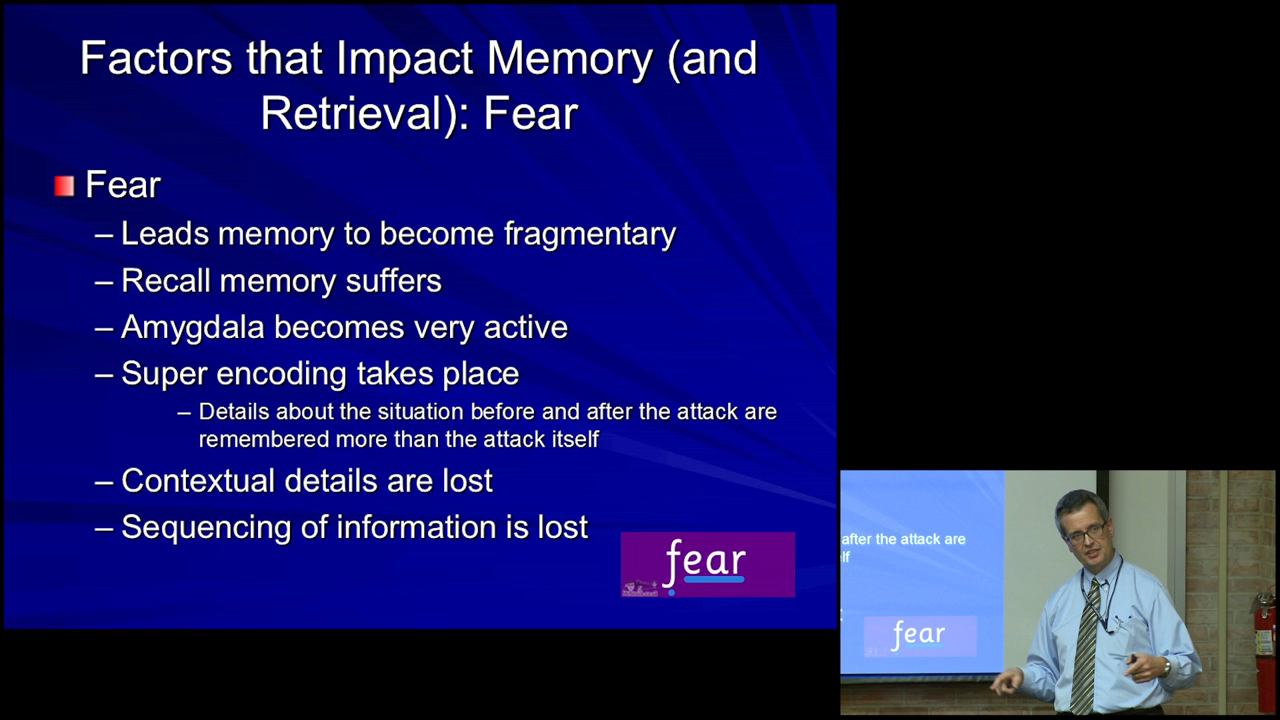 Factors that Impact Memory (and
Retrieval): Fear
Fear
– Leads memory to become fragmentary
– Recall memory suffers
– Amygdala becomes very active
– Super encoding takes place
– Details about the situation before and after the attack are
remembered more than the attack itself
– Contextual details are lost
– Sequencing of information is lost
fear
after the attack are
elf
fear